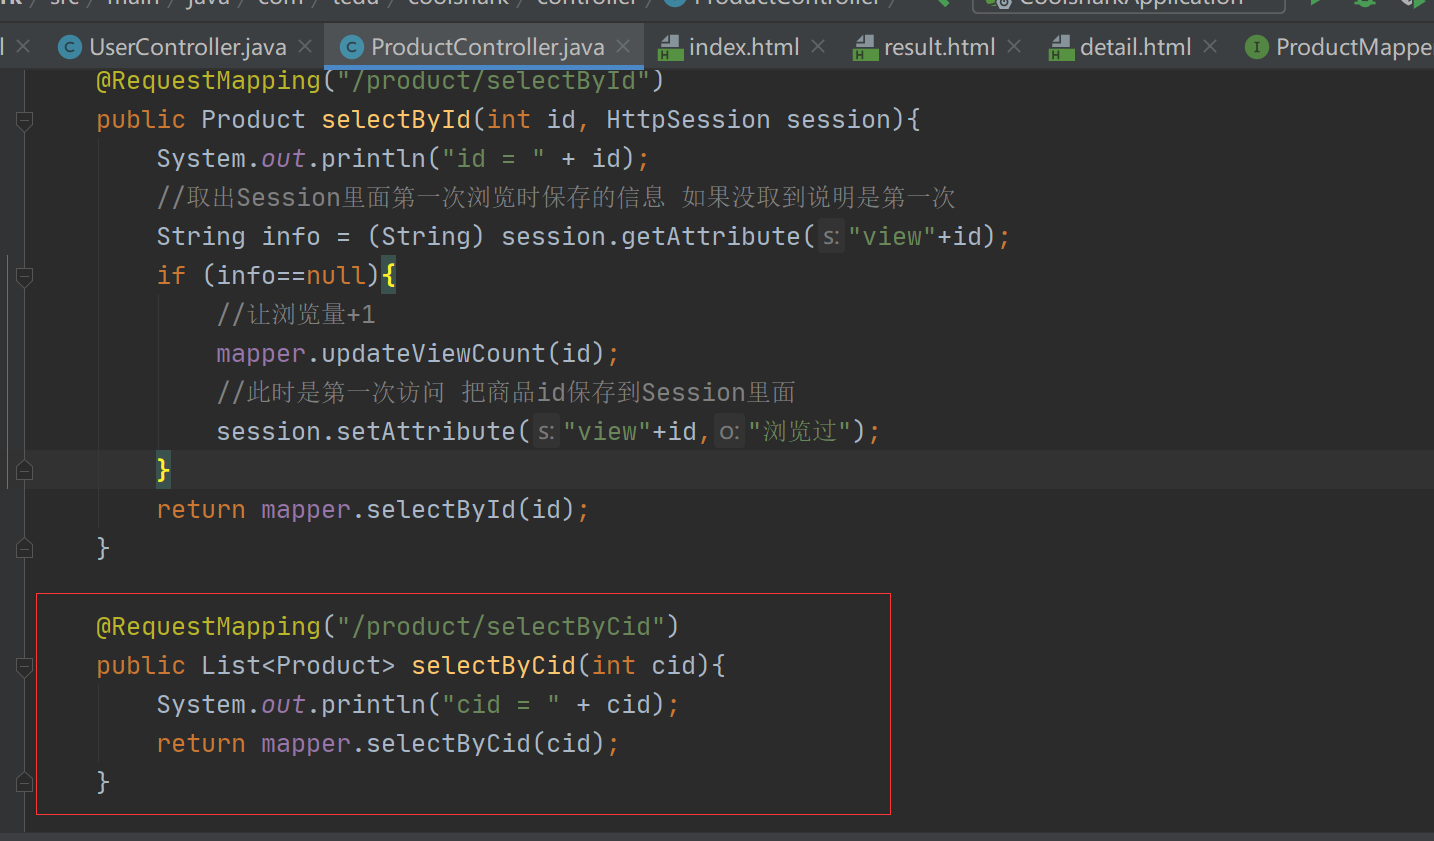 src / main / java / com / tedu / coolshark / controller / ProductController / CoolsharkApplication
UserController.java ProductController.java index.html result.html detail.html ProductMappe
@RequestMapping("/product/selectById")
public Product selectById(int id, HttpSession session){
System.out.println("id = " + id);
//取出Session里面第一次浏览时保存的信息 如果没取到说明是第一次
String info = (String) session.getAttribute( s: "view"+id);
if (info==null){
//让浏览量+1
mapper.updateViewCount(id);
//此时是第一次访问 把商品id保存到Session里面
session.setAttribute( s: "view"+id, o: "浏览过");
}
return mapper.selectById(id);
}
@RequestMapping("/product/selectByCid")
public List<Product> selectByCid(int cid){
System.out.println("cid = " + cid);
return mapper.selectByCid(cid);
}